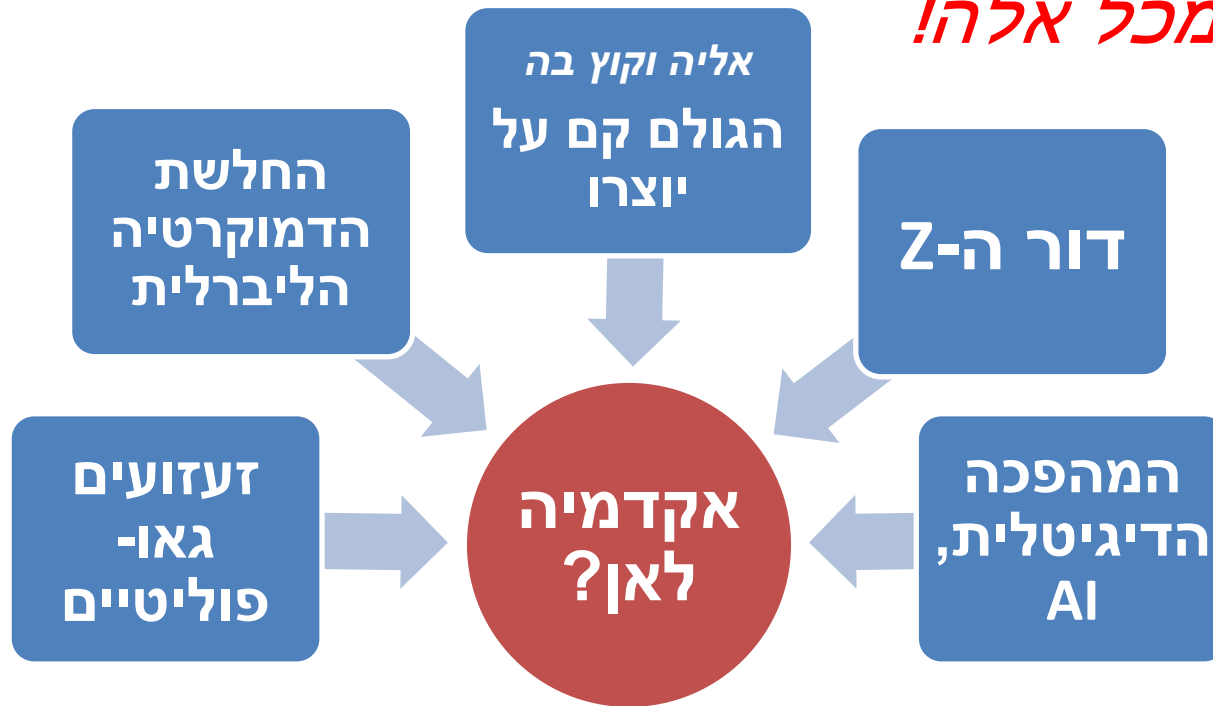 מכל אלה!
אליה וקוץ בה
הגולם קם על
יוצרו
דור ה-Z
החלשת
הדמוקרטיה
הליברלית
המהפכה
הדיגיטלית,
AI
זעזועים
גאו-
פוליטיים
אקדמיה
לאן?